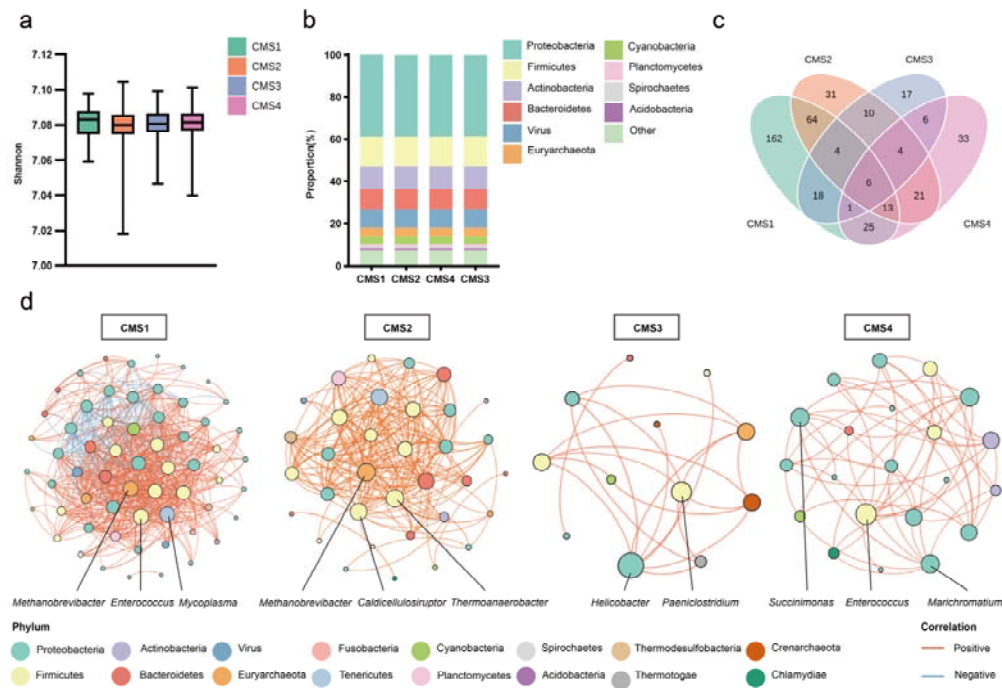 a
CMS1
CMS2
CMS3
CMS4
7.12
7.10
7.08
7.06
7.04
7.02
7.00
Shannon
b
100
80
60
40
20
0
Proportion(%)
CMS1 CMS2 CMS4 CMS3
Proteobacteria
Firmicutes
Actinobacteria
Bacteroidetes
Virus
Euryarchaeota
Cyanobacteria
Planctomycetes
Spirochaetes
Acidobacteria
Other
c
CMS2 CMS3
31 17
162 64 10 6 33
4 4
6
18 1 13 21
25
CMS1 CMS4
d
CMS1 CMS2 CMS3 CMS4
Methanobrevibacter Enterococcus Mycoplasma Methanobrevibacter Caldicellulosiruptor Thermoanaerobacter Helicobacter Paeniclostridium Succinimonas Enterococcus Marichromatium
Phylum Correlation
Proteobacteria Actinobacteria Virus Fusobacteria Cyanobacteria Spirochaetes Thermodesulfobacteria Crenarchaeota Positive
Firmicutes Bacteroidetes Euryarchaeota Tenericutes Planctomycetes Acidobacteria Thermotogae Chlamydiae Negative